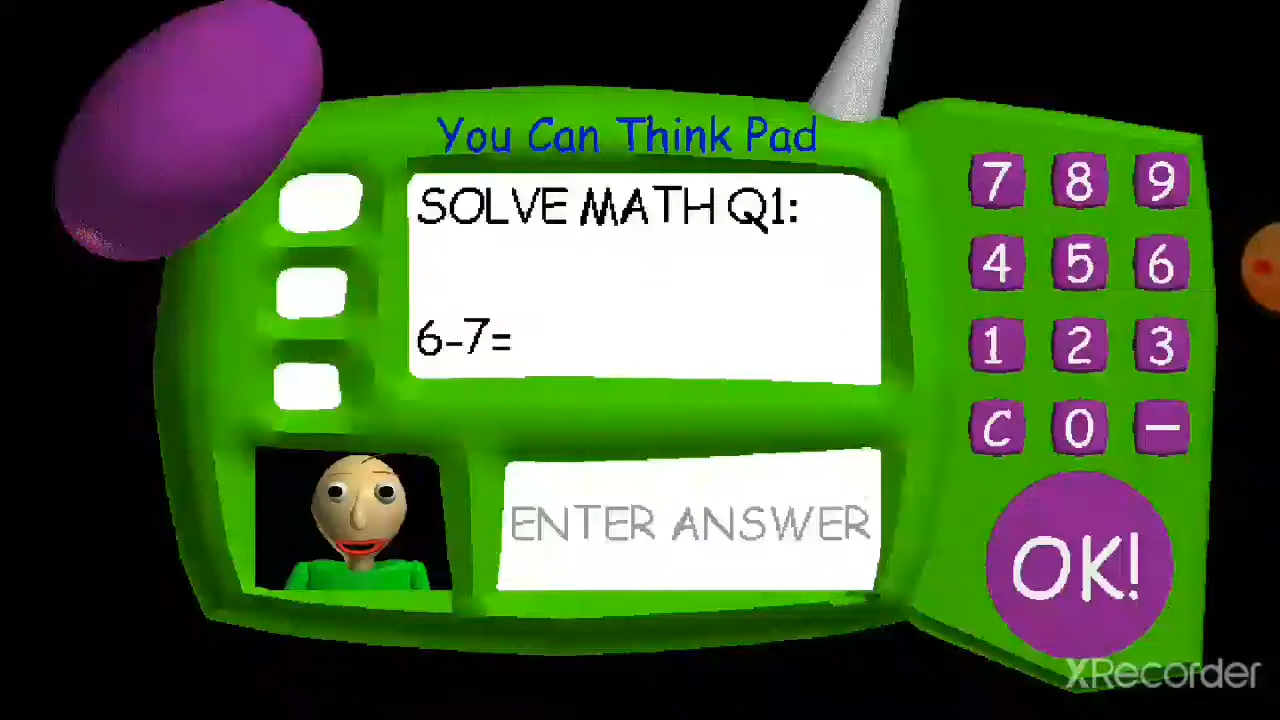 You Can Think Pad
SOLVE MATH Q1:
6-7=
7 8 9
4 5 6
1 2 3
C 0 —
ENTER ANSWER
OK!
XRecorder